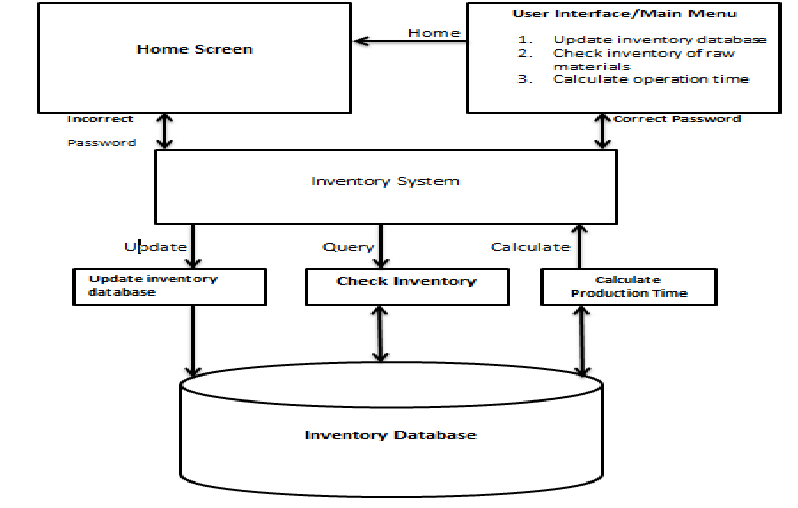 Home Screen
Home
User Interface/Main Menu
1. Update inventory database
2. Check inventory of raw
materials
3. Calculate operation time
Incorrect
Password
Correct Password
Inventory System
Update
Query
Calculate
Update inventory
database
Check Inventory
Calculate
Production Time
Inventory Database